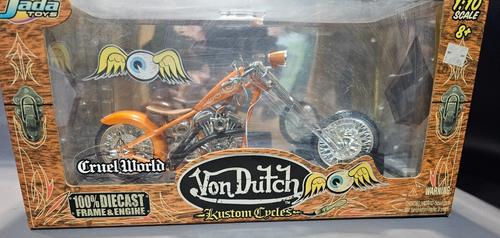 Jada
TOYS
1:10
SCALE
8+
Cruel World
Von Dutch
Kustom Cycles
100% DIECAST
FRAME & ENGINE
WARNING: